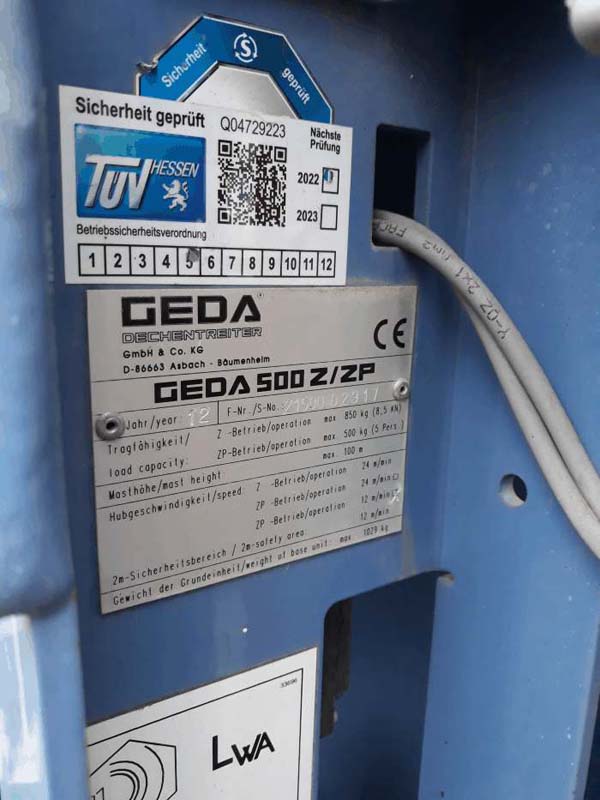 Sicherheit geprüft
S
Sicherheit geprüft Q04729223
Nächste
Prüfung
TÜV HESSEN
2022
2023
Betriebssicherheitsverordnung
1 2 3 4 5 6 7 8 9 10 11 12
GEDA
DECHENTREITER
GmbH & Co. KG
D-86663 Asbach - Bäumenheim
CE
GEDA 500 Z/ZP
Jahr/year: 12 F-Nr./S-No.:
Tragfähigkeit/ Z -Betrieb/operation max. 850 kg (8,5 KN)
load capacity: ZP-Betrieb/operation max. 500 kg (5 Pers.)
Masthöhe/mast height: max. 100 m
Hubgeschwindigkeit/speed: Z -Betrieb/operation 24 m/min
ZP -Betrieb/operation 24 m/min
ZP -Betrieb/operation 12 m/min
2m-Sicherheitsbereich / 2m-safety area: 12 m/min
Gewicht der Grundeinheit/weight of base unit: max. 1029 kg
33696
LWA